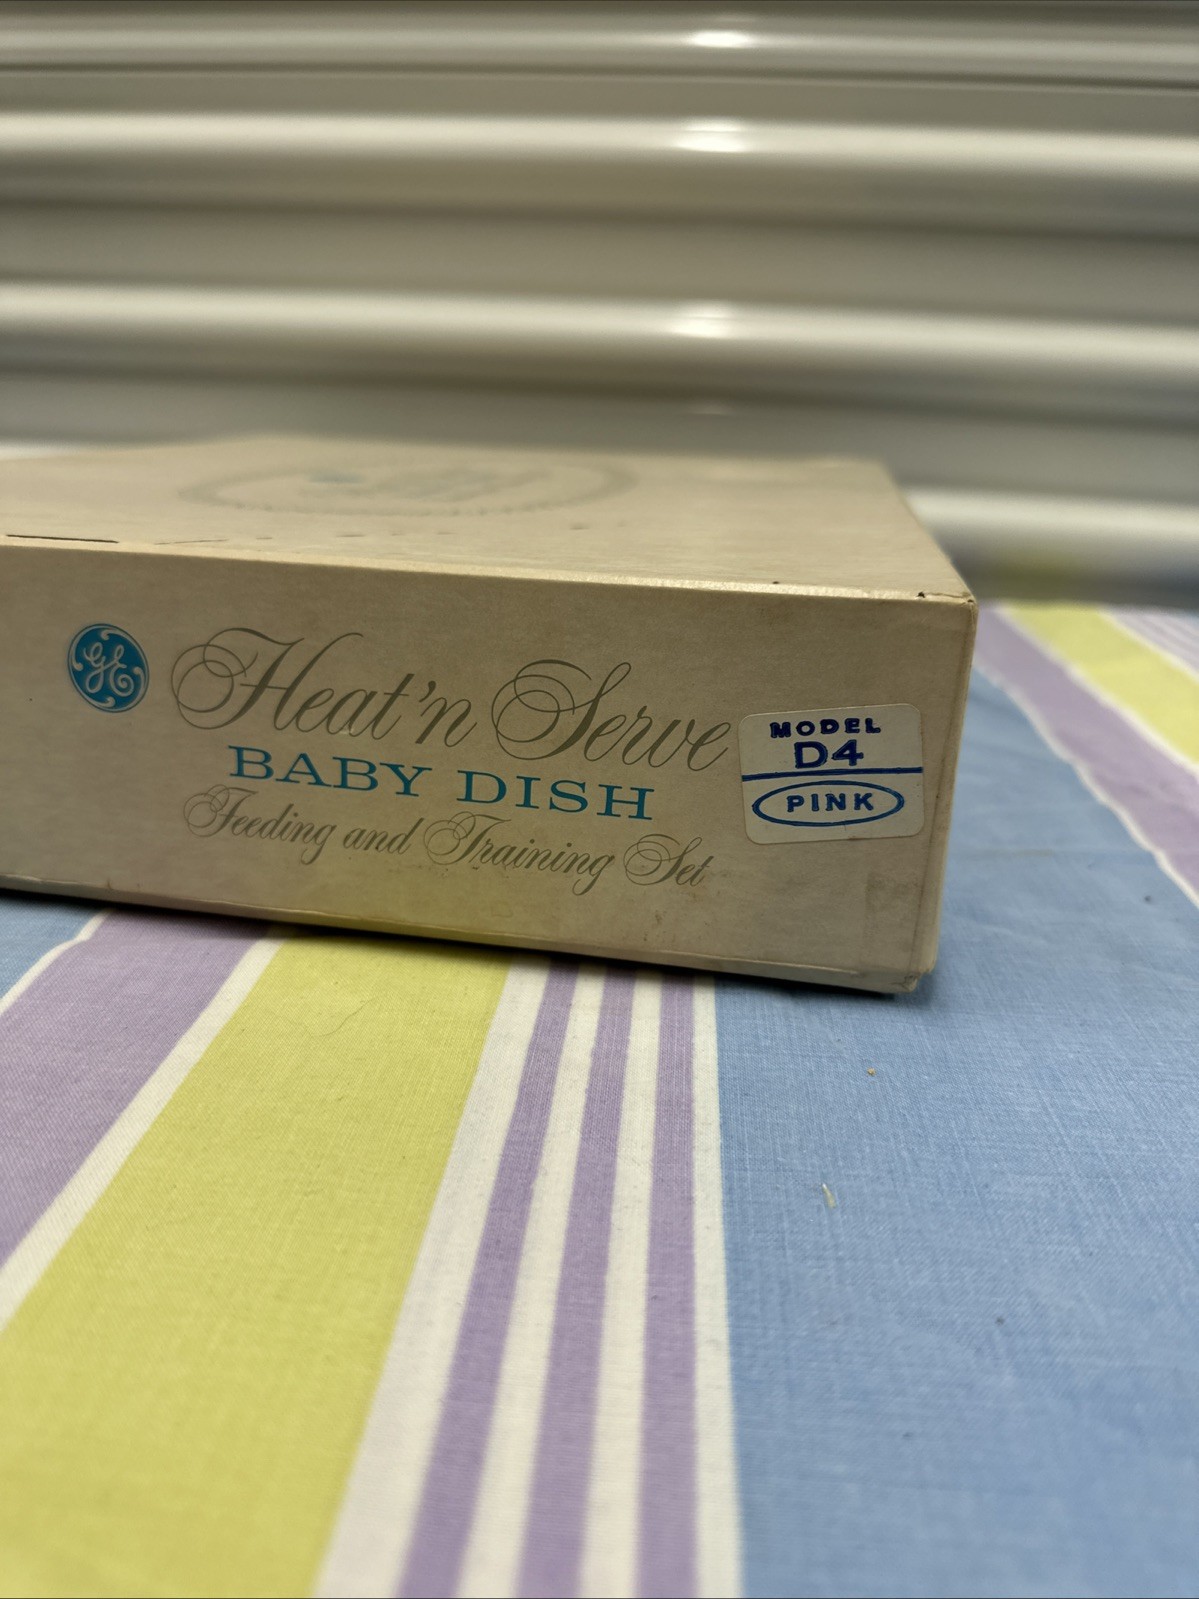 GE
Heat'n Serve
BABY DISH
Feeding and Training Set
MODEL
D4
PINK